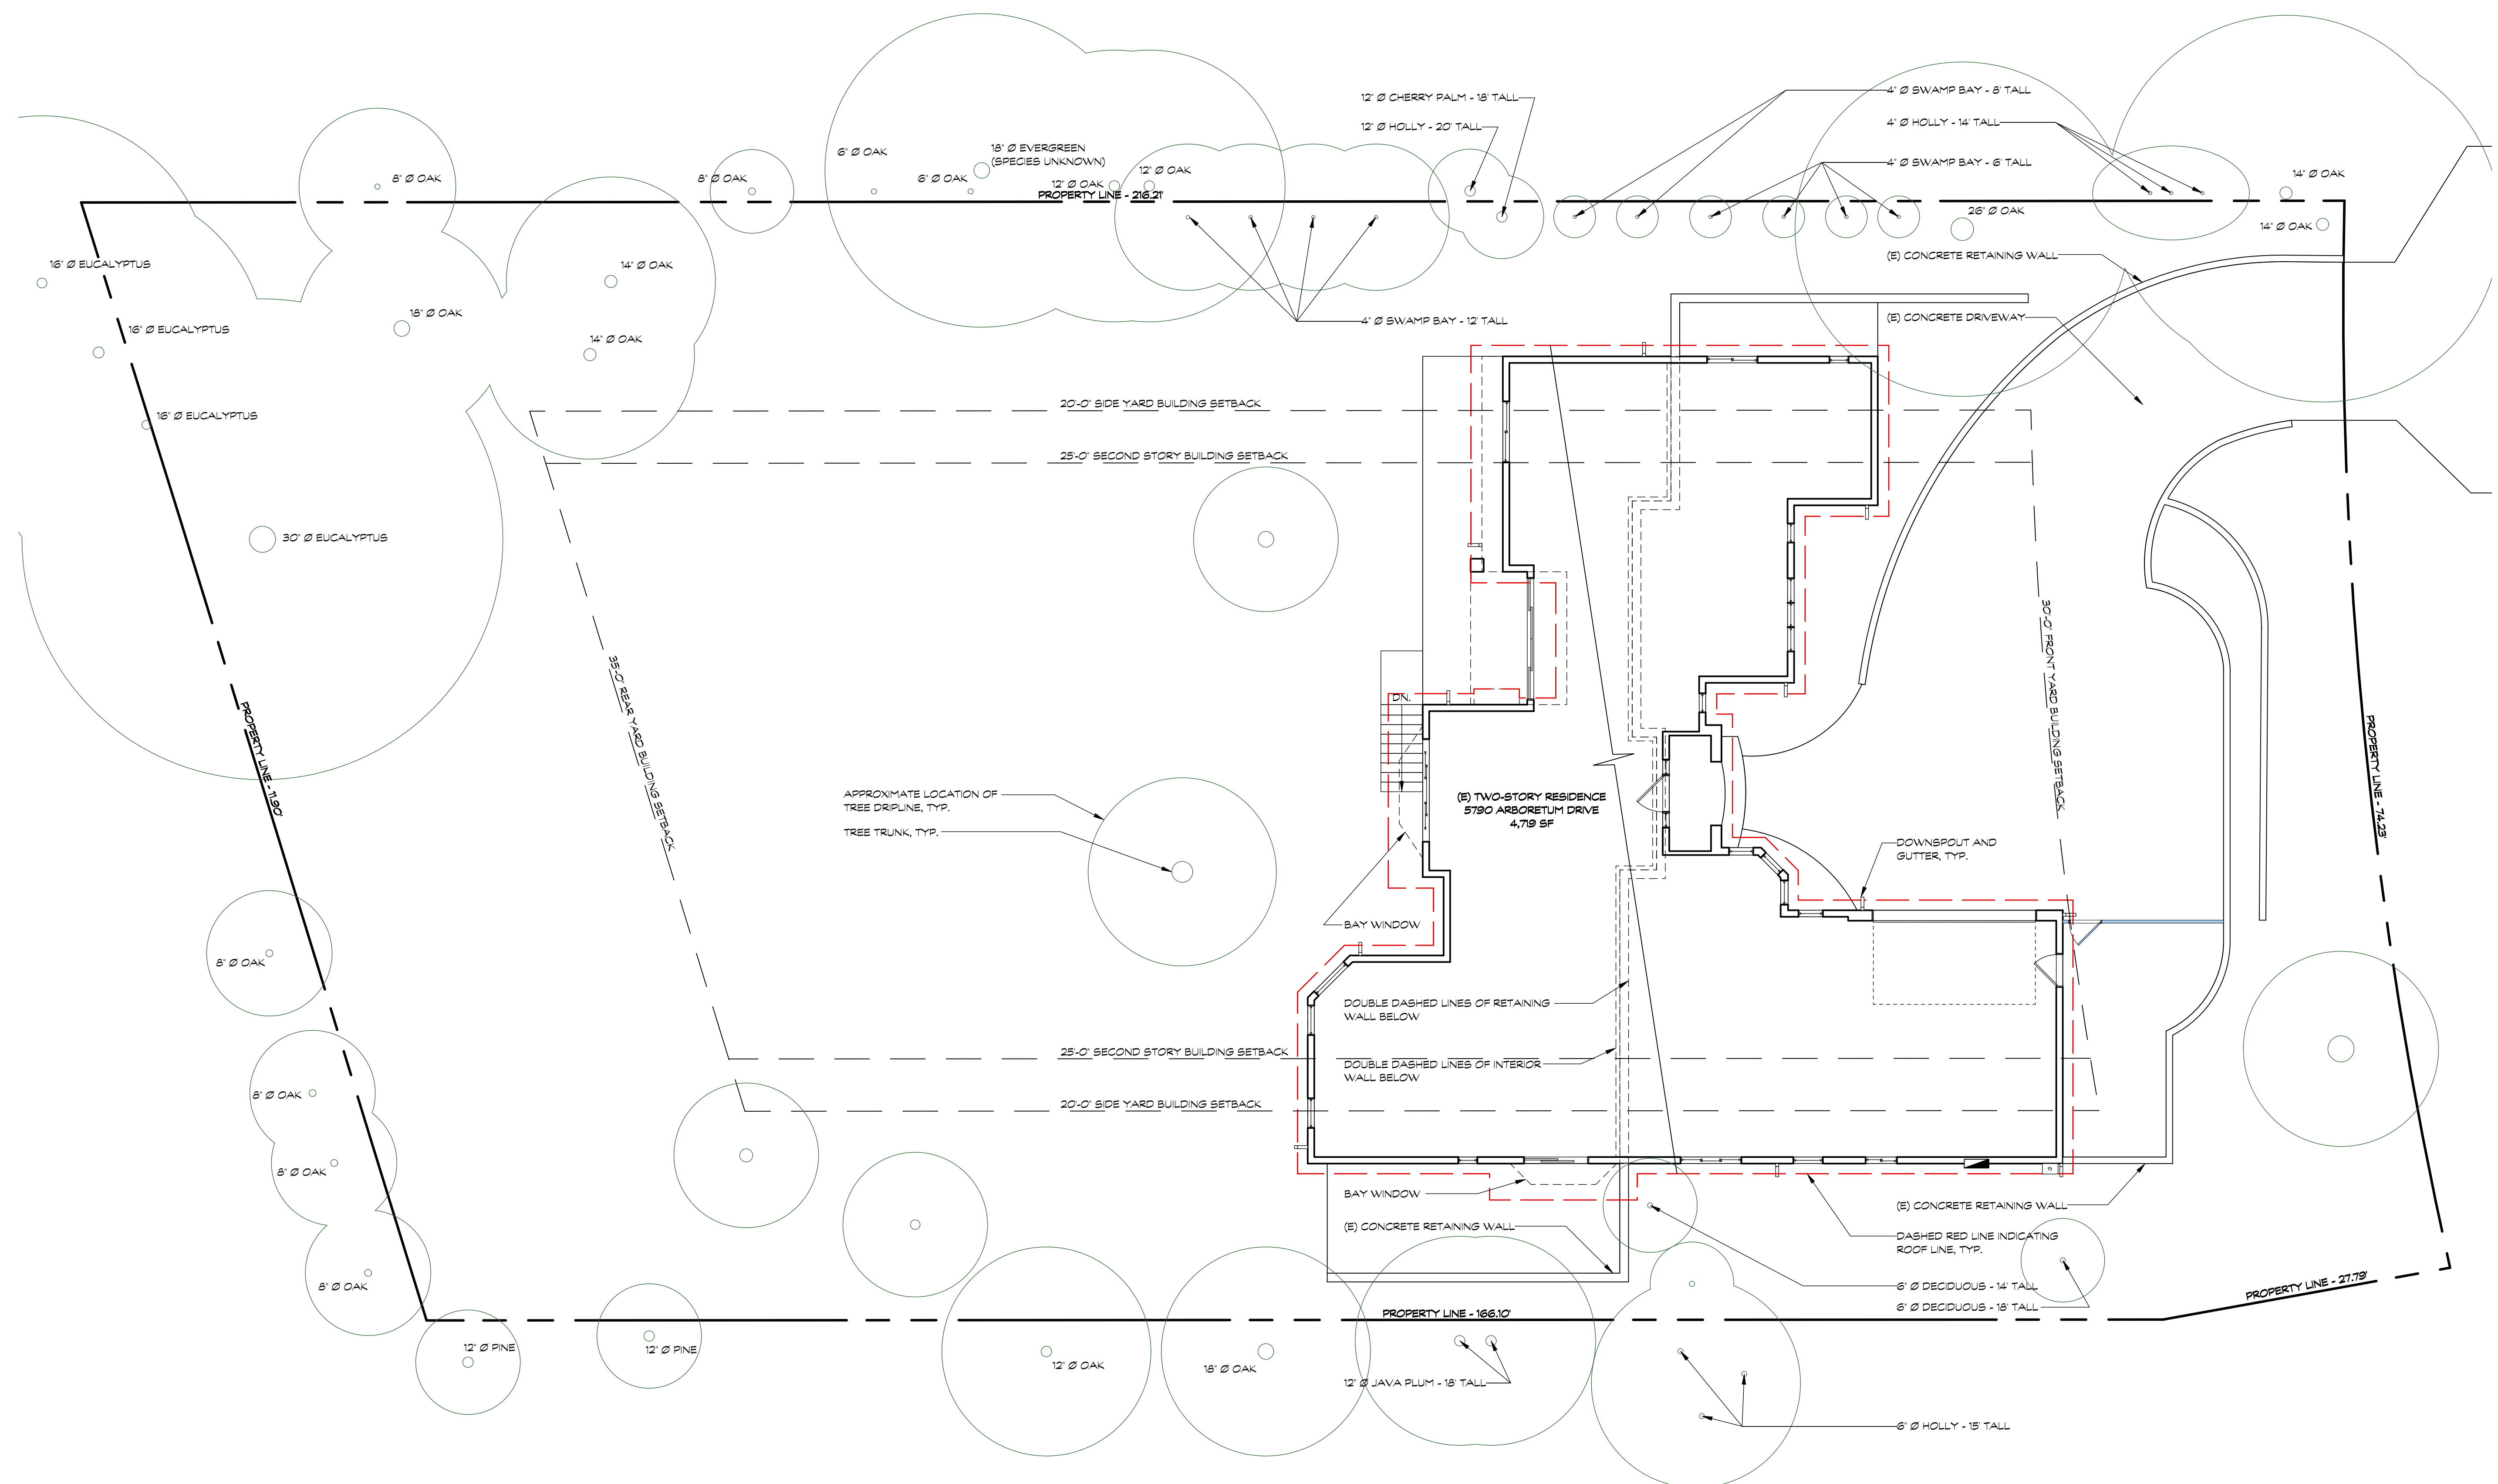 12" Ø CHERRY PALM - 18' TALL
12" Ø HOLLY - 20' TALL
4" Ø SWAMP BAY - 8' TALL
4" Ø HOLLY - 14' TALL
4" Ø SWAMP BAY - 6' TALL
8" Ø OAK
8" Ø OAK
6" Ø OAK
18" Ø EVERGREEN
(SPECIES UNKNOWN)
6" Ø OAK
12" Ø OAK
12" Ø OAK
PROPERTY LINE - 216.21'
14" Ø OAK
26" Ø OAK
14" Ø OAK
16" Ø EUCALYPTUS
14" Ø OAK
(E) CONCRETE RETAINING WALL
16" Ø EUCALYPTUS
18" Ø OAK
14" Ø OAK
4" Ø SWAMP BAY - 12' TALL
(E) CONCRETE DRIVEWAY
16" Ø EUCALYPTUS
20'-0" SIDE YARD BUILDING SETBACK
25'-0" SECOND STORY BUILDING SETBACK
30" Ø EUCALYPTUS
35'-0" REAR YARD BUILDING SETBACK
30'-0" FRONT YARD BUILDING SETBACK
PROPERTY LINE - 11.90'
PROPERTY LINE - 74.23'
DN.
APPROXIMATE LOCATION OF
TREE DRIPLINE, TYP.
TREE TRUNK, TYP.
(E) TWO-STORY RESIDENCE
5790 ARBORETUM DRIVE
4,719 SF
DOWNSPOUT AND
GUTTER, TYP.
BAY WINDOW
8" Ø OAK
DOUBLE DASHED LINES OF RETAINING
WALL BELOW
25'-0" SECOND STORY BUILDING SETBACK
DOUBLE DASHED LINES OF INTERIOR
WALL BELOW
8" Ø OAK
20'-0" SIDE YARD BUILDING SETBACK
8" Ø OAK
BAY WINDOW
(E) CONCRETE RETAINING WALL
(E) CONCRETE RETAINING WALL
DASHED RED LINE INDICATING
ROOF LINE, TYP.
8" Ø OAK
6" Ø DECIDUOUS - 14' TALL
6" Ø DECIDUOUS - 18' TALL
PROPERTY LINE - 27.79'
PROPERTY LINE - 166.10'
12" Ø PINE
12" Ø PINE
12" Ø OAK
18" Ø OAK
12" Ø JAVA PLUM - 18' TALL
6" Ø HOLLY - 15' TALL